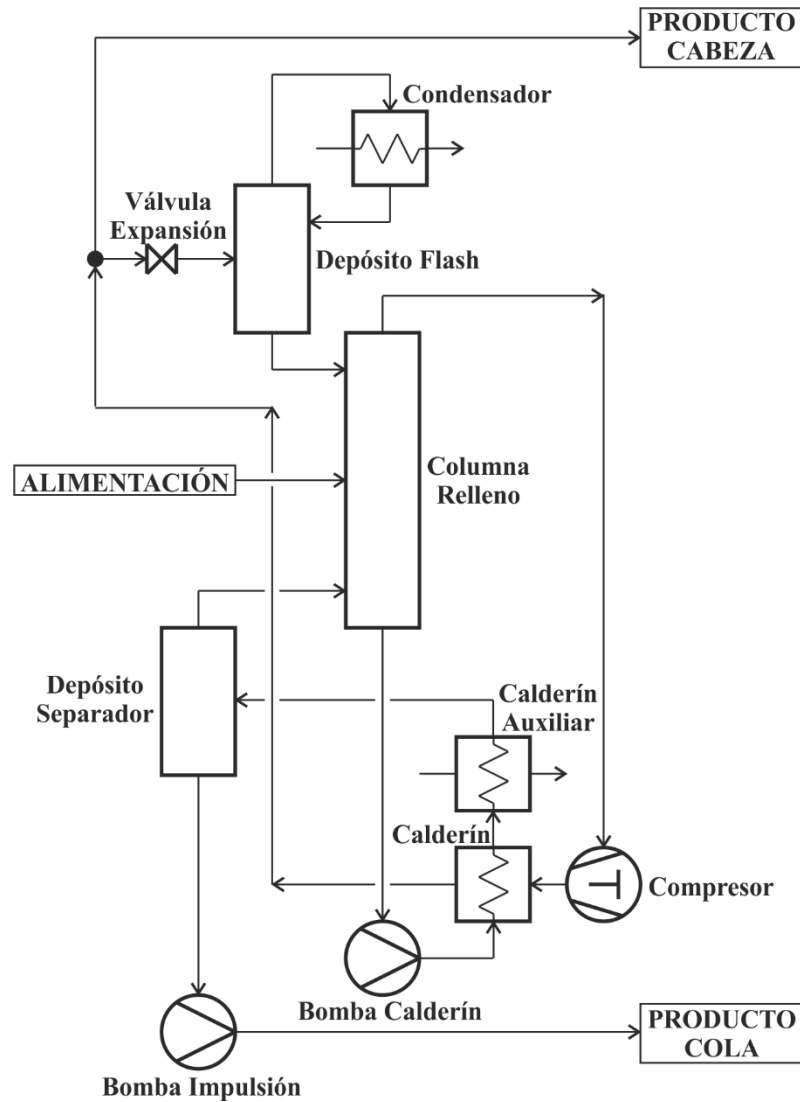 PRODUCTO
CABEZA
Condensador
Válvula
Expansión
Depósito Flash
ALIMENTACIÓN
Columna
Relleno
Depósito
Separador
Calderín
Auxiliar
Calderín
Compresor
Bomba Calderín
PRODUCTO
COLA
Bomba Impulsión